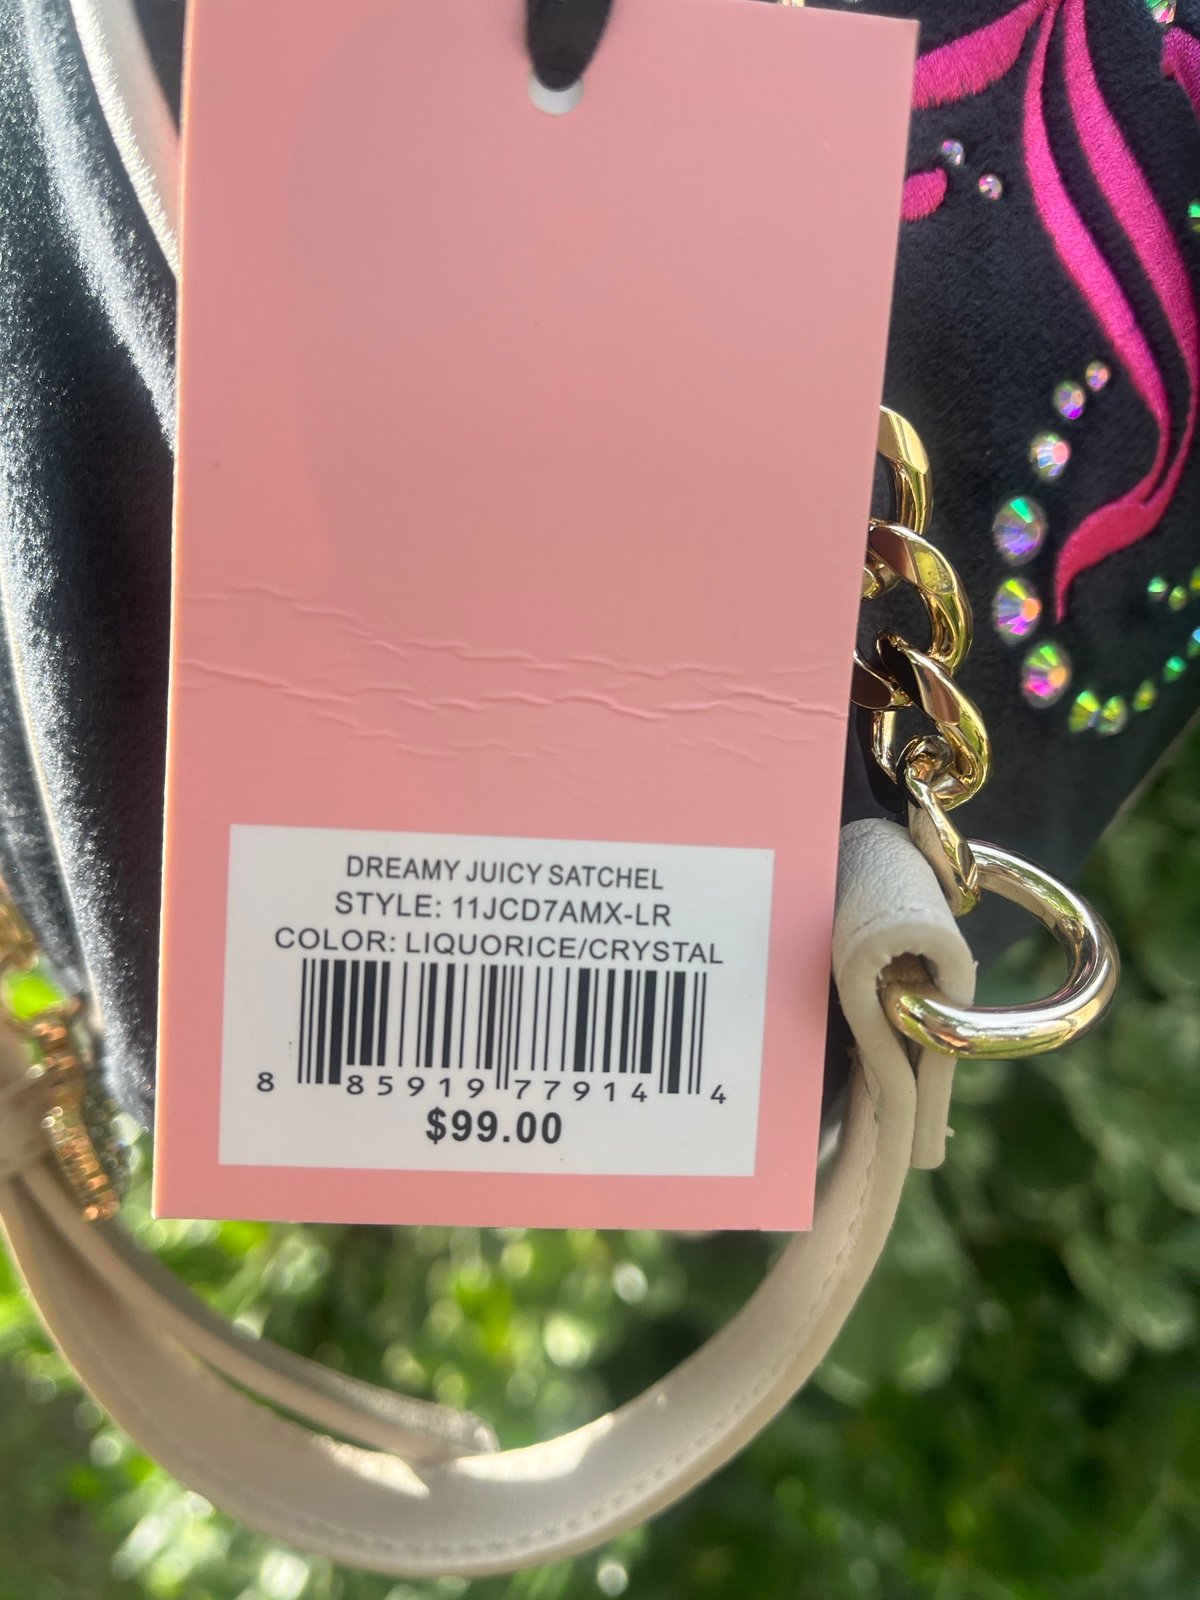 DREAMY JUICY SATCHEL
STYLE: 11JCD7AMX-LR
COLOR: LIQUORICE/CRYSTAL
8 85919 77914 4
$99.00